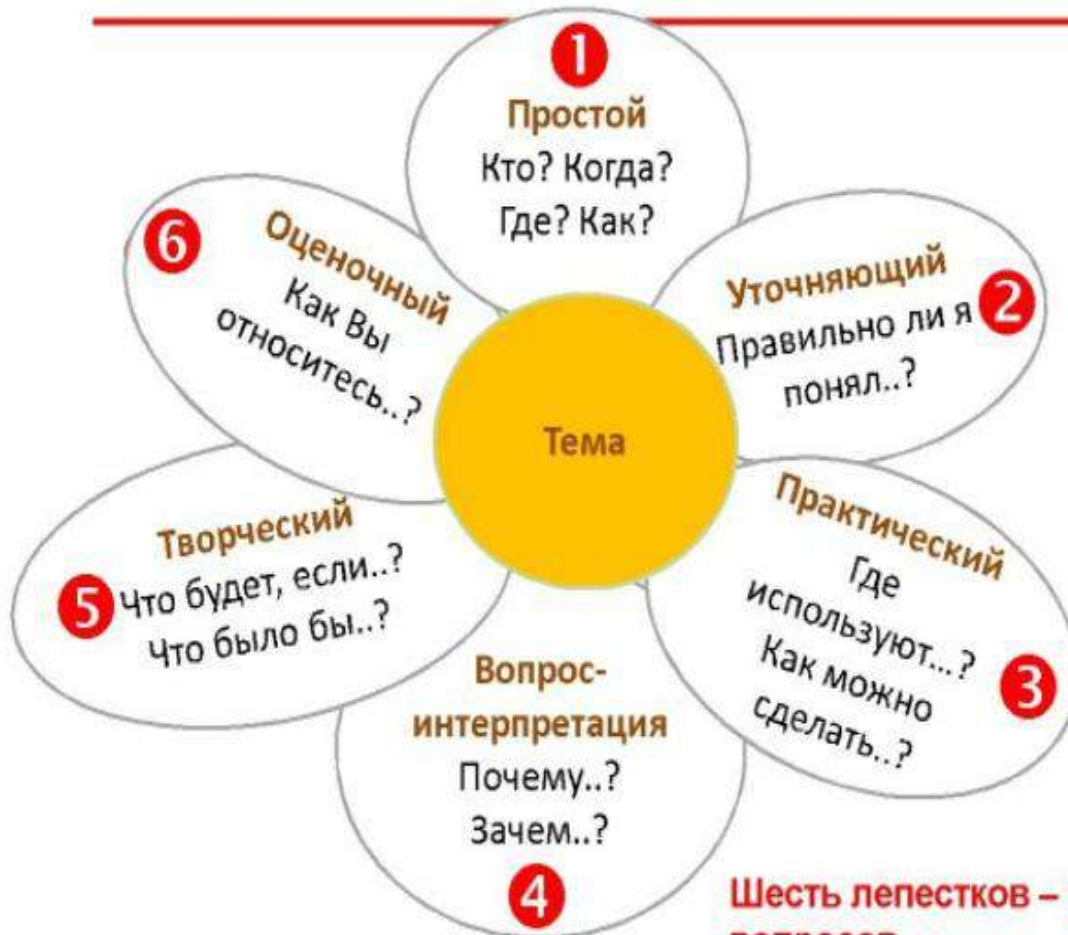 1
Простой
Кто? Когда?
Где? Как?
2
Уточняющий
Правильно ли я
понял..?
3
Практический
Где
используют...?
Как можно
сделать..?
4
Вопрос-
интерпретация
Почему..?
Зачем..?
5
Творческий
Что будет, если..?
Что было бы..?
6
Оценочный
Как Вы
относитесь..?
Тема
Шесть лепестков –